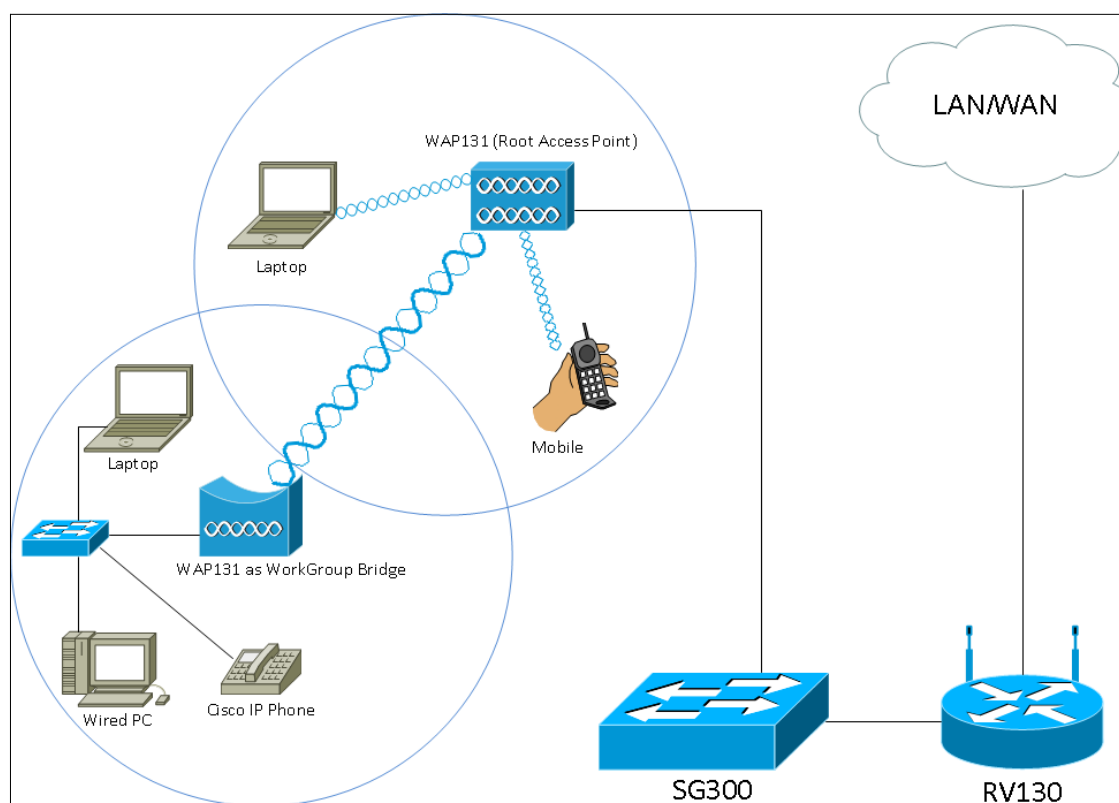 LAN/WAN
WAP131 (Root Access Point)
Laptop
Mobile
Laptop
WAP131 as WorkGroup Bridge
Wired PC
Cisco IP Phone
SG300
RV130